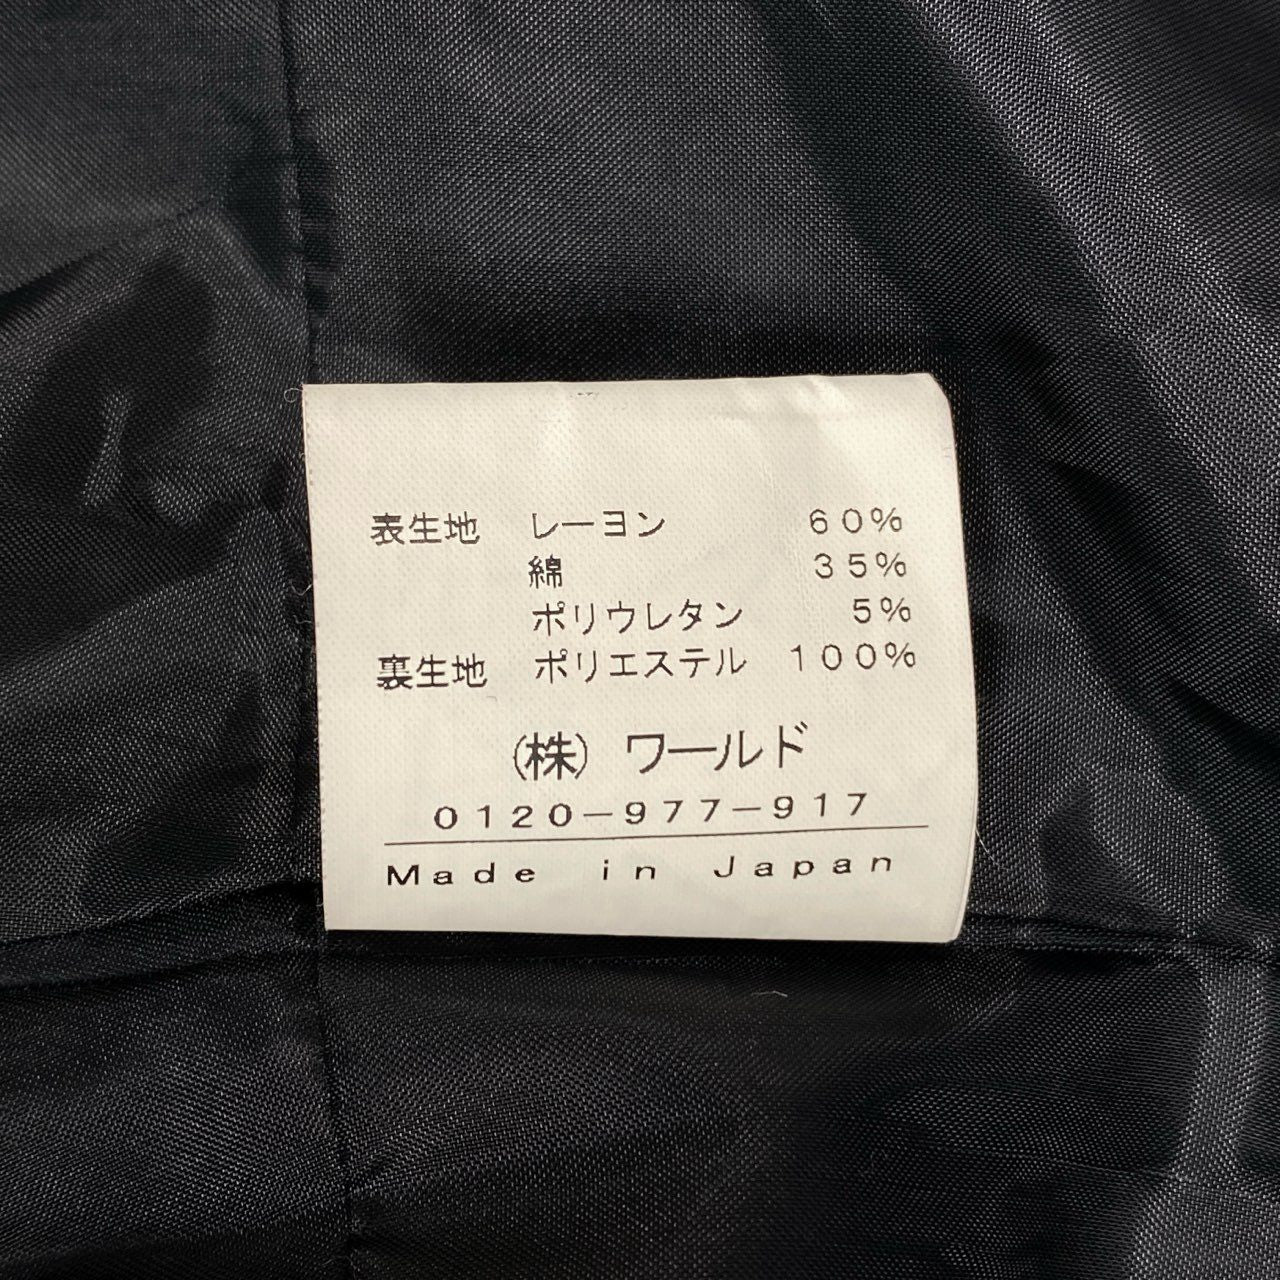 表生地 レーヨン 60%
綿 35%
ポリウレタン 5%
裏生地 ポリエステル 100%
(株) ワールド
0120-977-917
Made in Japan